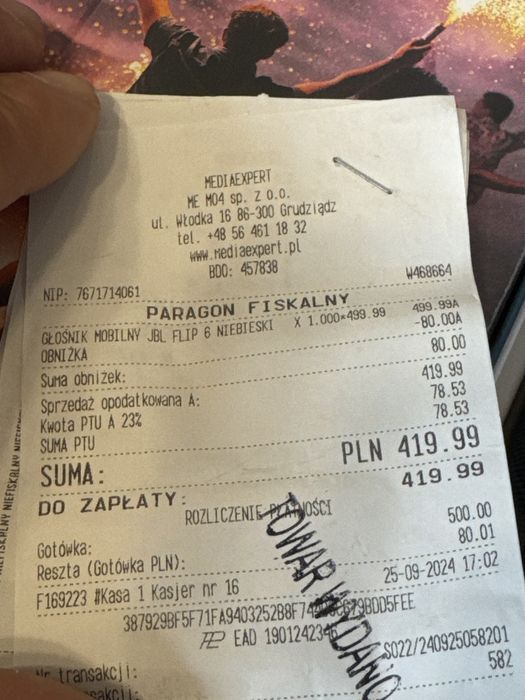 MEDIAEXPERT
ME M04 sp. Z o.o.
ul. Włodka 16 86-300 Grudziądz
tel. +48 56 461 18 32
www.mediaexpert.pl
BDO: 457838
NIP: 7671714061 W468664
PARAGON FISKALNY
GŁOŚNIK MOBILNY JBL FLIP 6 NIEBIESKI X 1.000*499.99 499.99A
OBNIŻKA -80.00A
Suma obniżek: 80.00
Sprzedaż opodatkowana A: 419.99
Kwota PTU A 23% 78.53
SUMA PTU 78.53
SUMA: PLN 419.99
DO ZAPŁATY: 419.99
ROZLICZENIE PŁATNOŚCI
Gotówka: 500.00
Reszta (Gotówka PLN): 80.01
F169223 #Kasa 1 Kasjer nr 16 25-09-2024 17:02
EAD 1901242346
Nr transakcji: S022/240925058201
582
TOWAR WYDANO
NIEFISKALNY